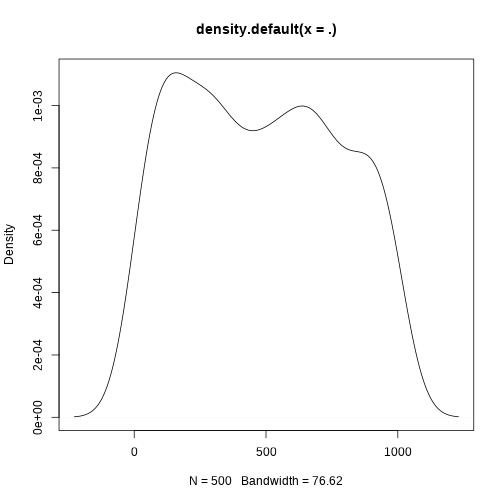 density.default(x = .)
Density
0e+00
2e-04
4e-04
6e-04
8e-04
1e-03
0
500
1000
N = 500   Bandwidth = 76.62